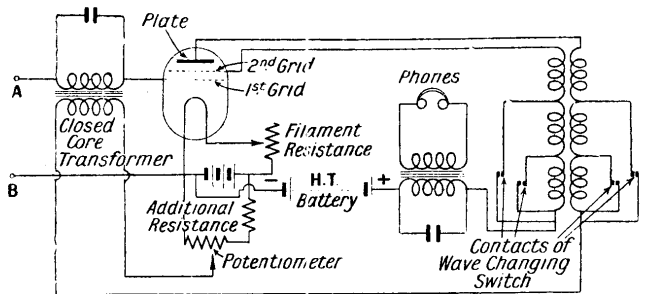 Plate
2nd Grid
1st Grid
Phones
A
Closed
Core
Transformer
Filament
Resistance
B
−
H.T.
+
Battery
Additional
Resistance
Potentiometer
Contacts of
Wave Changing
Switch